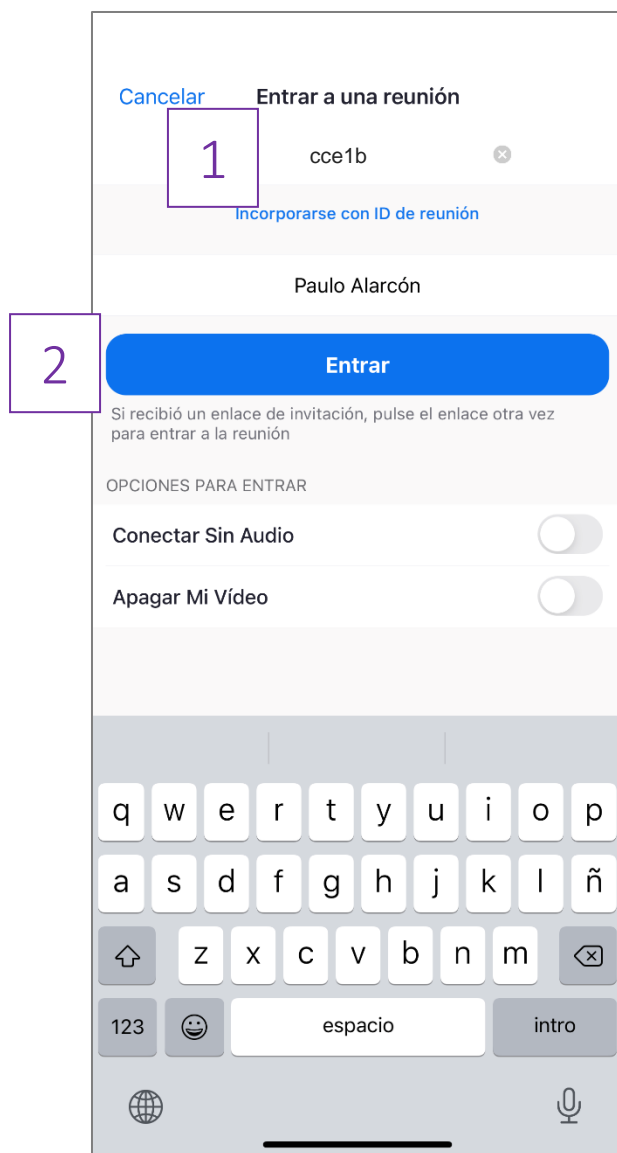 Cancelar Entrar a una reunión
1
cce1b
Incorporarse con ID de reunión
Paulo Alarcón
2
Entrar
Si recibió un enlace de invitación, pulse el enlace otra vez
para entrar a la reunión
OPCIONES PARA ENTRAR
Conectar Sin Audio
Apagar Mi Vídeo
q w e r t y u i o p
a s d f g h j k l ñ
z x c v b n m
123 espacio intro